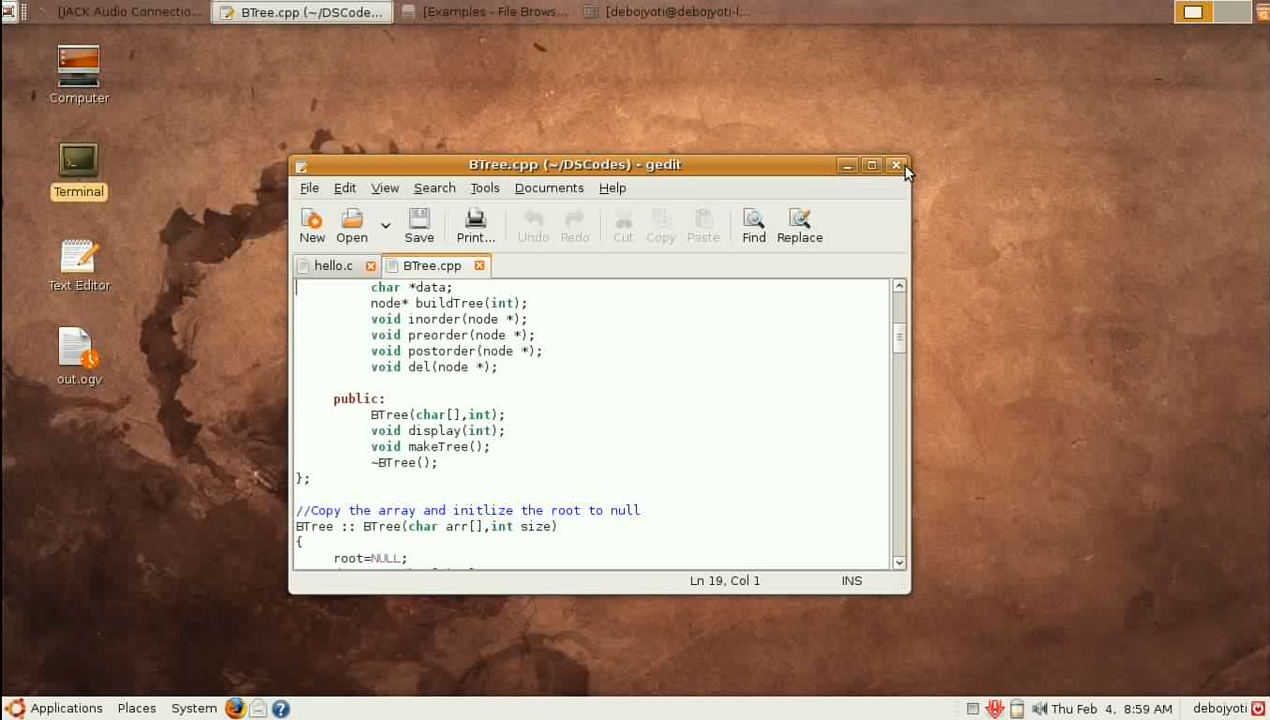 [JACK Audio Connectio...
BTree.cpp (~/DSCode...
[Examples - File Brows...
[debojyoti@debojyoti-l...
Computer
Terminal
Text Editor
out.ogv
BTree.cpp (~/DSCodes) - gedit
File Edit View Search Tools Documents Help
New Open Save Print... Undo Redo Cut Copy Paste Find Replace
hello.c BTree.cpp
char *data;
node* buildTree(int);
void inorder(node *);
void preorder(node *);
void postorder(node *);
void del(node *);
public:
BTree(char[],int);
void display(int);
void makeTree();
~BTree();
};
//Copy the array and initlize the root to null
BTree :: BTree(char arr[],int size)
{
root=NULL;
Ln 19, Col 1 INS
Applications Places System Thu Feb 4, 8:59 AM debojyoti